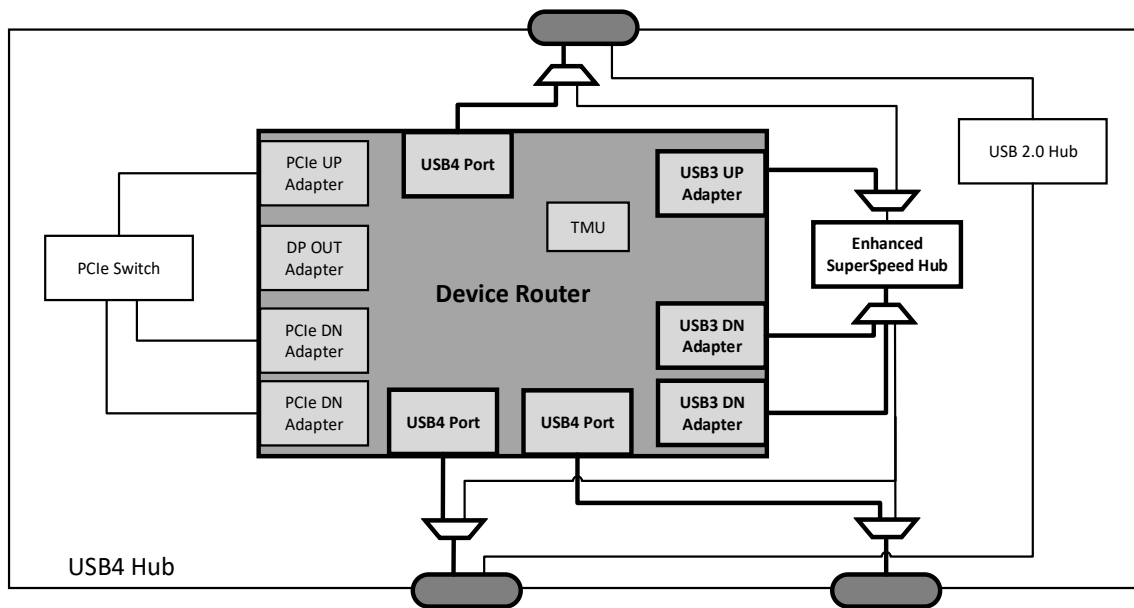 USB4 Port
PCIe UP
Adapter
USB3 UP
Adapter
USB 2.0 Hub
TMU
DP OUT
Adapter
PCIe Switch
Enhanced
SuperSpeed Hub
Device Router
PCIe DN
Adapter
USB3 DN
Adapter
PCIe DN
Adapter
USB4 Port
USB4 Port
USB3 DN
Adapter
USB4 Hub